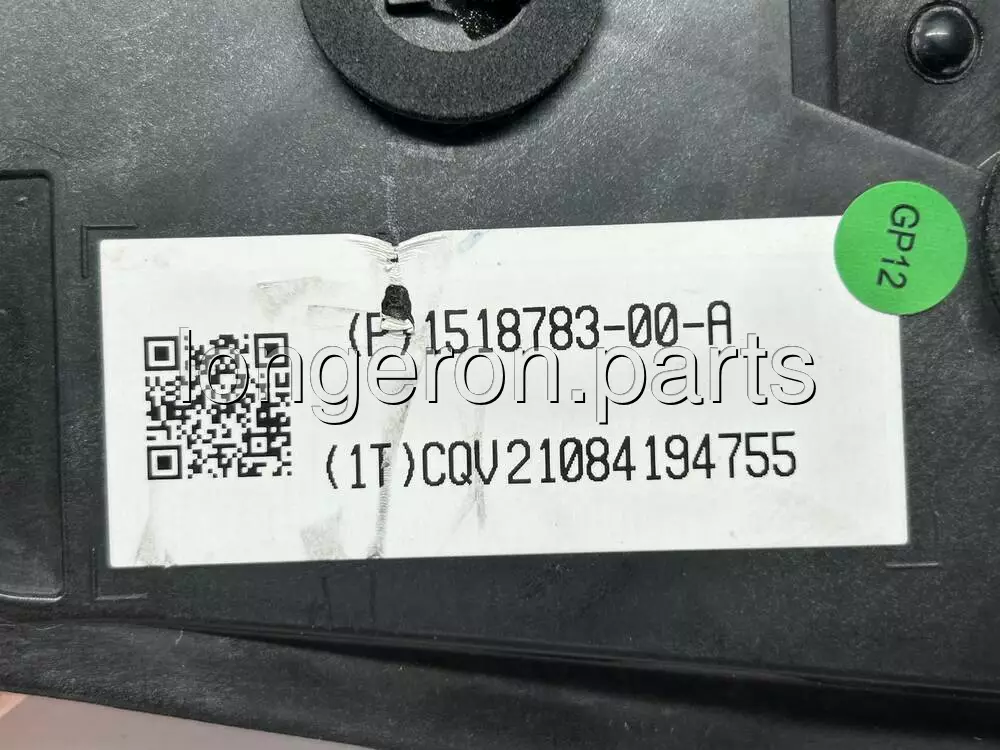 GP12
(P)1518783-00-A
longeron.parts
(1T)CQV21084194755